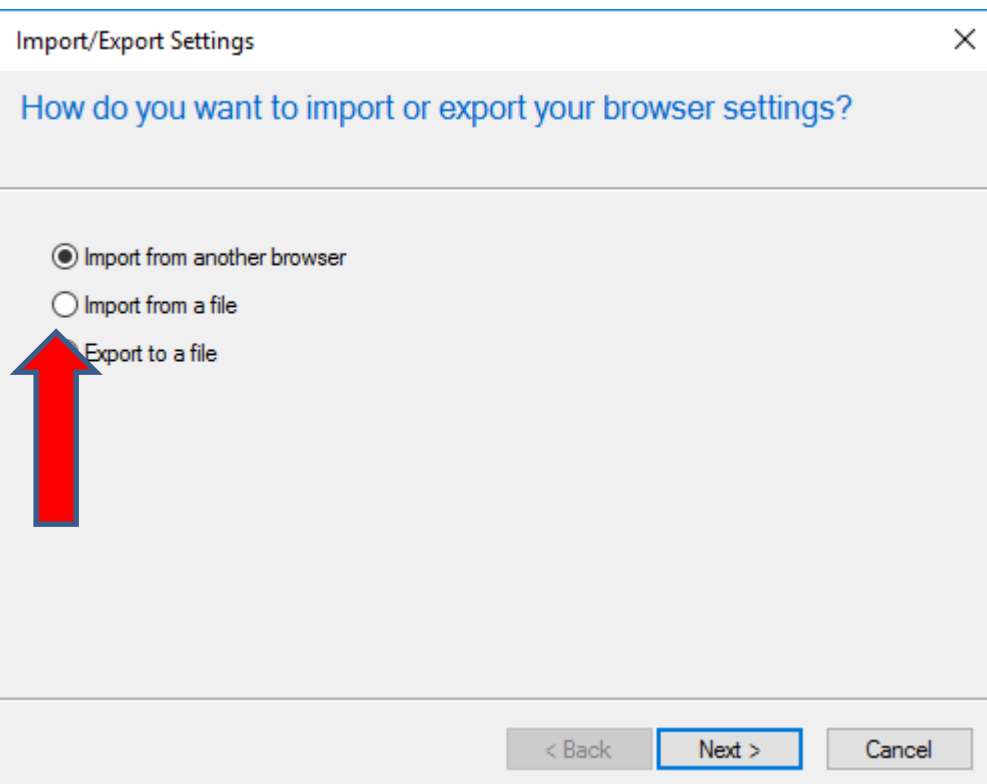 Import/Export Settings
How do you want to import or export your browser settings?
Import from another browser
Import from a file
Export to a file
< Back
Next >
Cancel